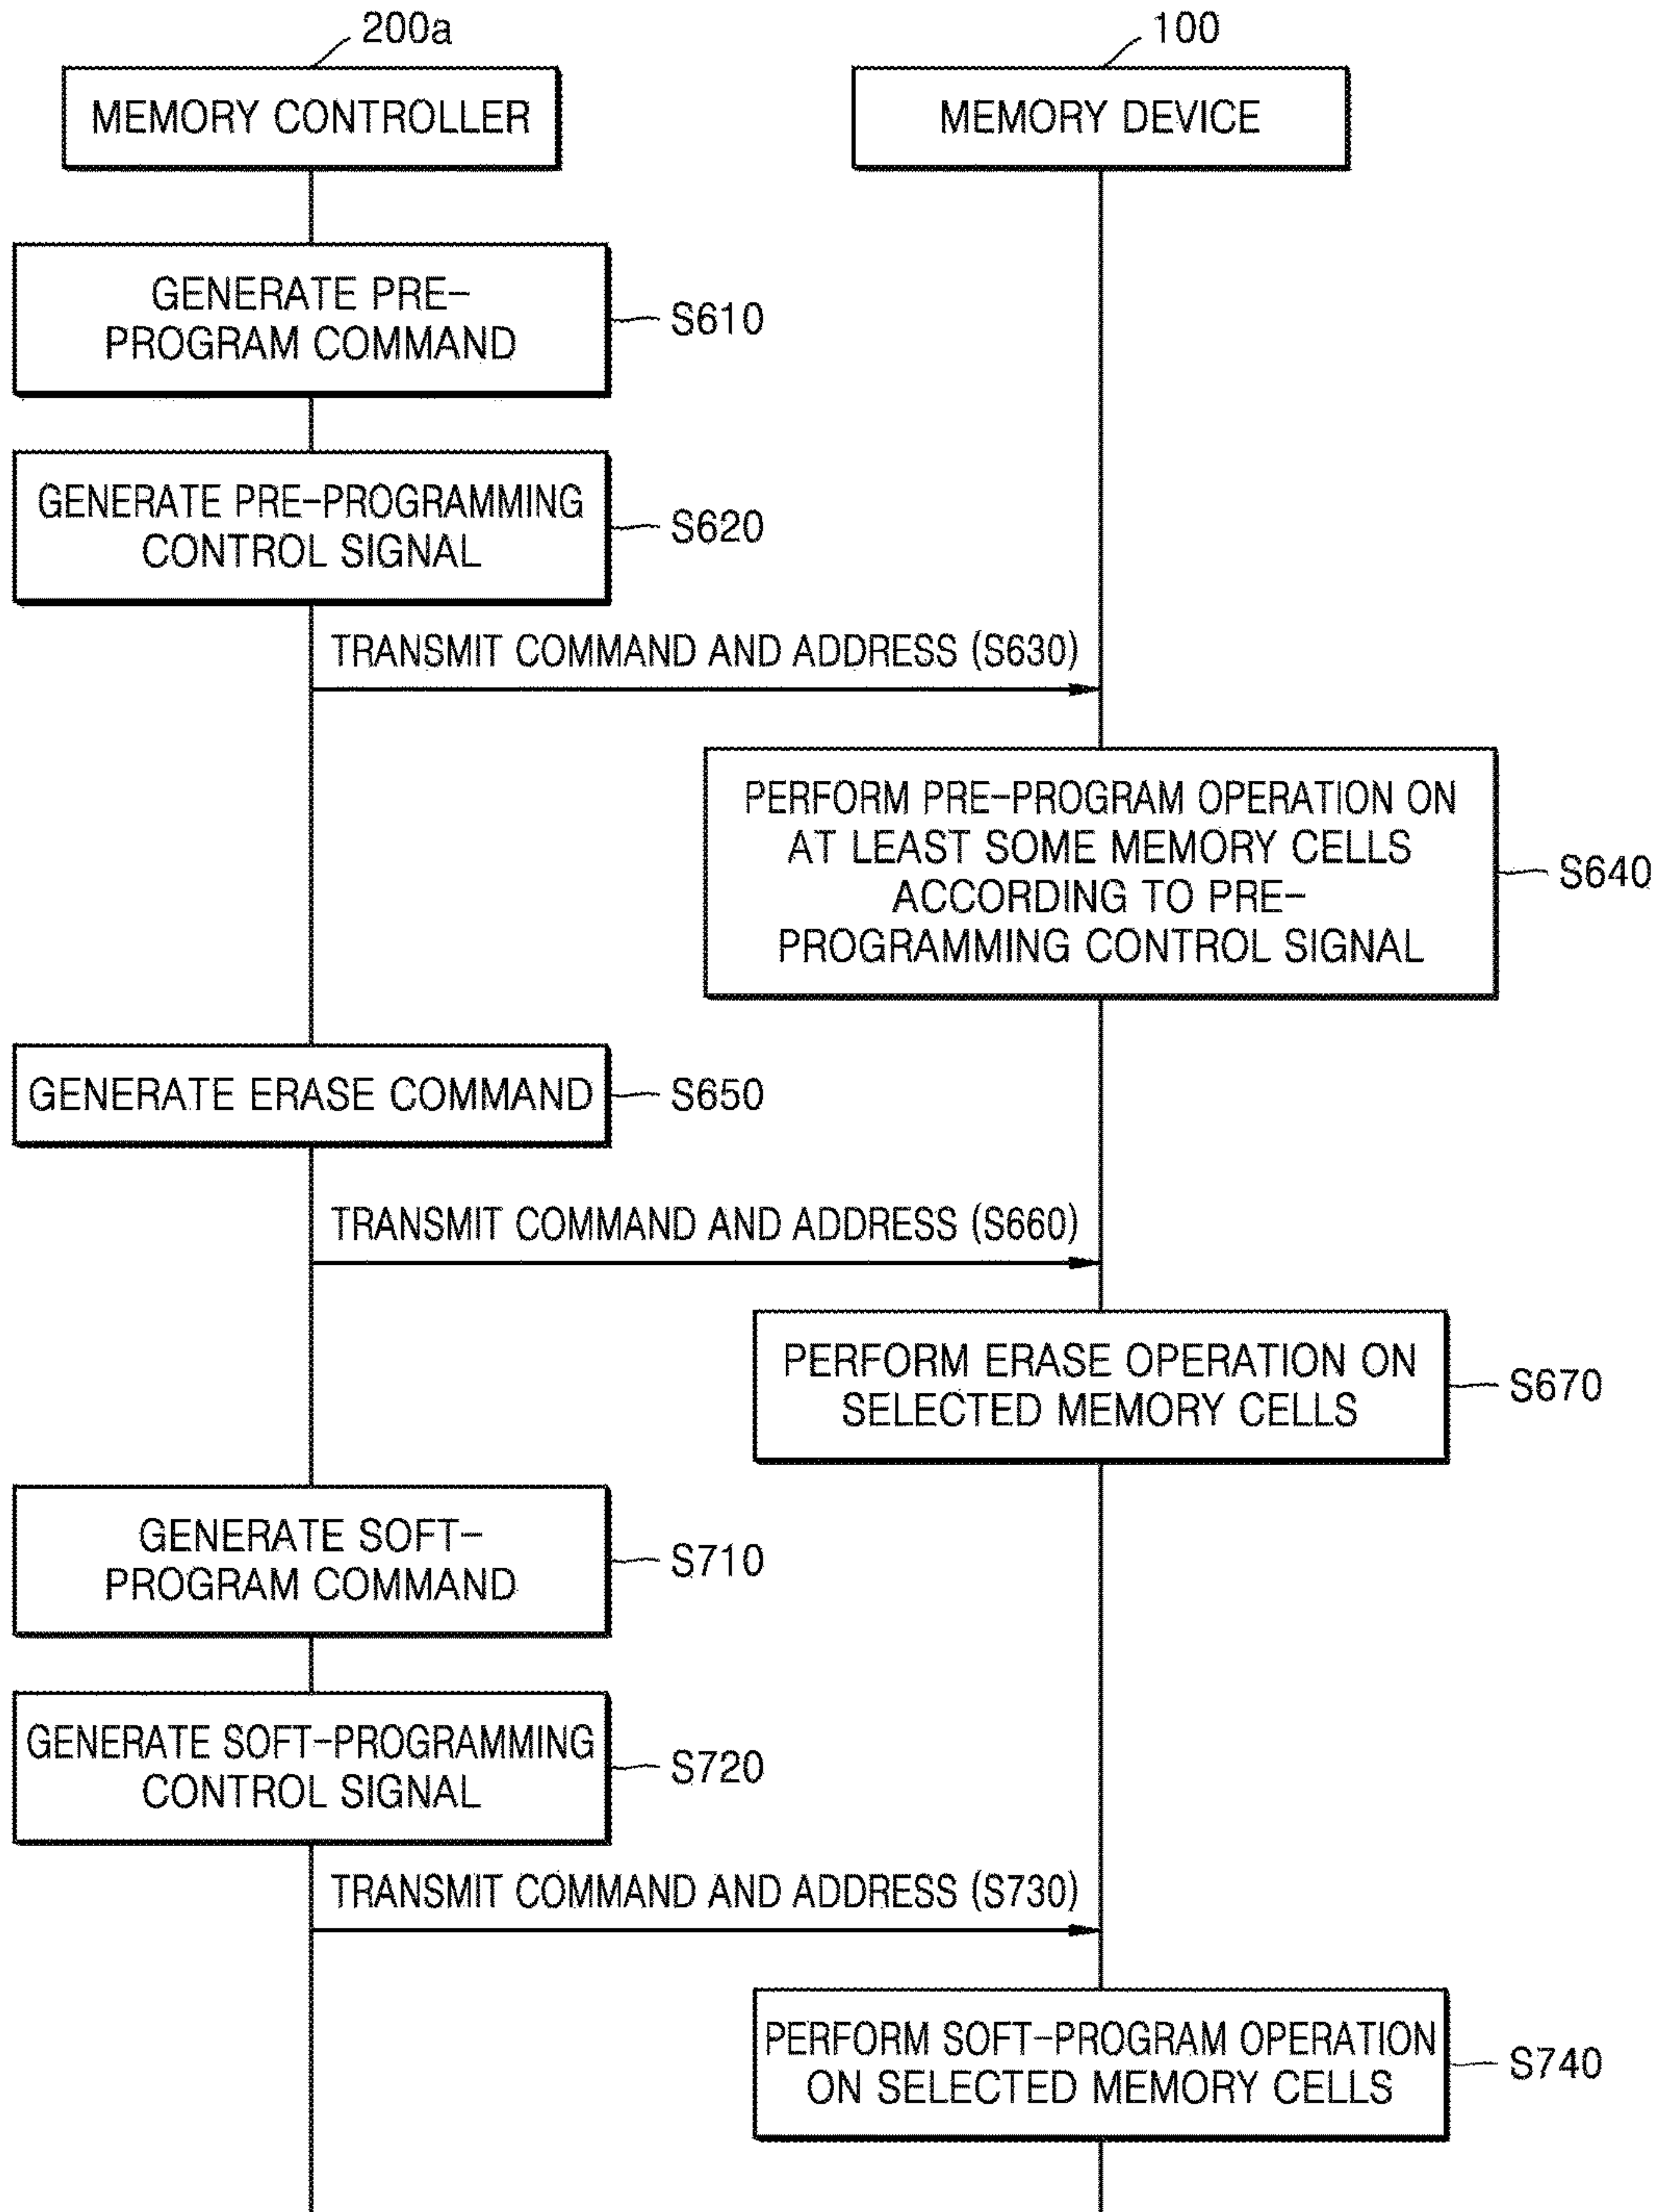 200a
100
MEMORY CONTROLLER
MEMORY DEVICE
GENERATE PRE-
PROGRAM COMMAND
S610
GENERATE PRE-PROGRAMMING
CONTROL SIGNAL
S620
TRANSMIT COMMAND AND ADDRESS (S630)
PERFORM PRE-PROGRAM OPERATION ON
AT LEAST SOME MEMORY CELLS
ACCORDING TO PRE-
PROGRAMMING CONTROL SIGNAL
S640
GENERATE ERASE COMMAND
S650
TRANSMIT COMMAND AND ADDRESS (S660)
PERFORM ERASE OPERATION ON
SELECTED MEMORY CELLS
S670
GENERATE SOFT-
PROGRAM COMMAND
S710
GENERATE SOFT-PROGRAMMING
CONTROL SIGNAL
S720
TRANSMIT COMMAND AND ADDRESS (S730)
PERFORM SOFT-PROGRAM OPERATION
ON SELECTED MEMORY CELLS
S740